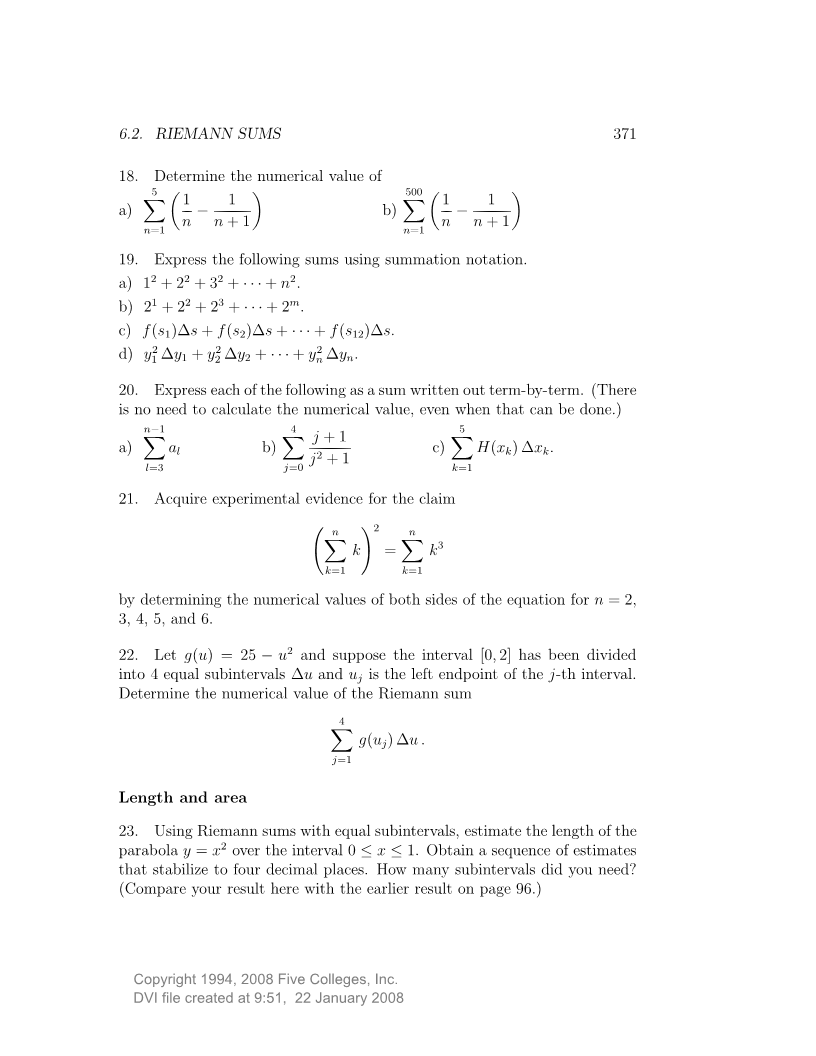 6.2. RIEMANN SUMS 371
18. Determine the numerical value of
a) $\sum_{n=1}^{5} \left( \frac{1}{n} - \frac{1}{n+1} \right)$ b) $\sum_{n=1}^{500} \left( \frac{1}{n} - \frac{1}{n+1} \right)$
19. Express the following sums using summation notation.
a) $1^2 + 2^2 + 3^2 + \cdots + n^2$.
b) $2^1 + 2^2 + 2^3 + \cdots + 2^m$.
c) $f(s_1)\Delta s + f(s_2)\Delta s + \cdots + f(s_{12})\Delta s$.
d) $y_1^2 \Delta y_1 + y_2^2 \Delta y_2 + \cdots + y_n^2 \Delta y_n$.
20. Express each of the following as a sum written out term-by-term. (There
is no need to calculate the numerical value, even when that can be done.)
a) $\sum_{l=3}^{n-1} a_l$ b) $\sum_{j=0}^{4} \frac{j+1}{j^2+1}$ c) $\sum_{k=1}^{5} H(x_k) \Delta x_k$.
21. Acquire experimental evidence for the claim
$\left( \sum_{k=1}^{n} k \right)^2 = \sum_{k=1}^{n} k^3$
by determining the numerical values of both sides of the equation for $n = 2$,
3, 4, 5, and 6.
22. Let $g(u) = 25 - u^2$ and suppose the interval $[0, 2]$ has been divided
into 4 equal subintervals $\Delta u$ and $u_j$ is the left endpoint of the $j$-th interval.
Determine the numerical value of the Riemann sum
$\sum_{j=1}^{4} g(u_j) \Delta u$.
Length and area
23. Using Riemann sums with equal subintervals, estimate the length of the
parabola $y = x^2$ over the interval $0 \leq x \leq 1$. Obtain a sequence of estimates
that stabilize to four decimal places. How many subintervals did you need?
(Compare your result here with the earlier result on page 96.)
Copyright 1994, 2008 Five Colleges, Inc.
DVI file created at 9:51, 22 January 2008